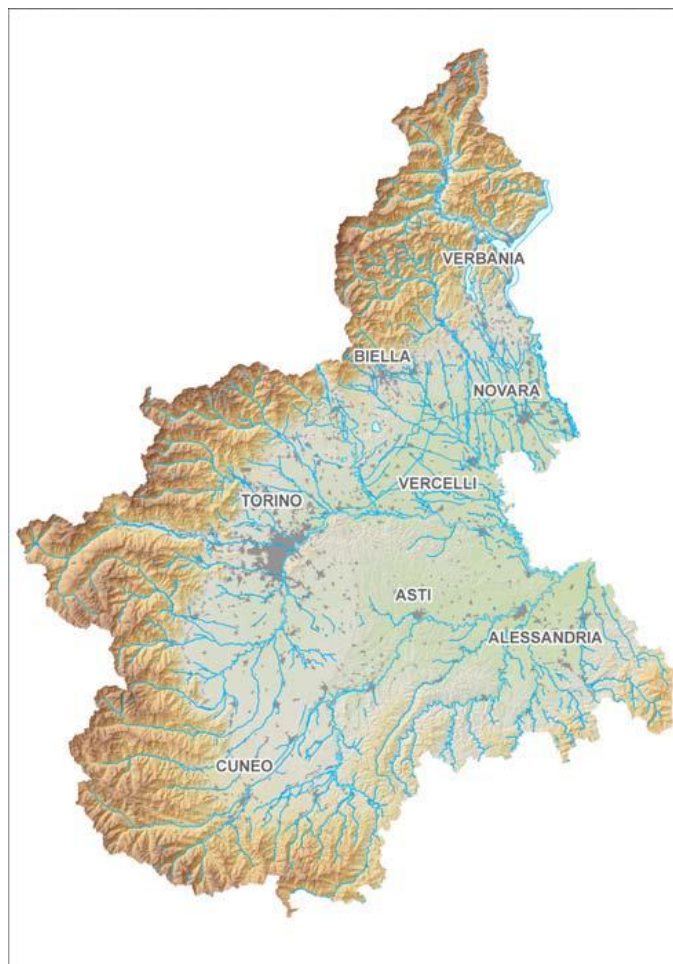 VERBANIA
BIELLA
NOVARA
VERCELLI
TORINO
ASTI
ALESSANDRIA
CUNEO